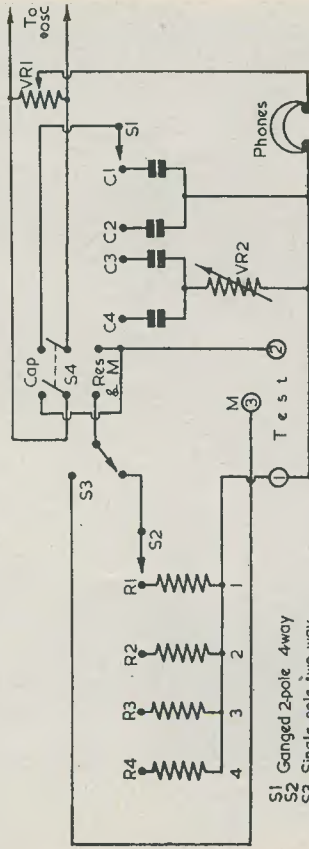 To
osc
VR1
S1
C1
C2
C3
C4
VR2
Phones
Cap
S4
Res
& M
S3
S2
M
3
2
1
Test
R1
R2
R3
R4
1
2
3
4
S1 Ganged 2-pole 4way
S2
S3 Single pole two way